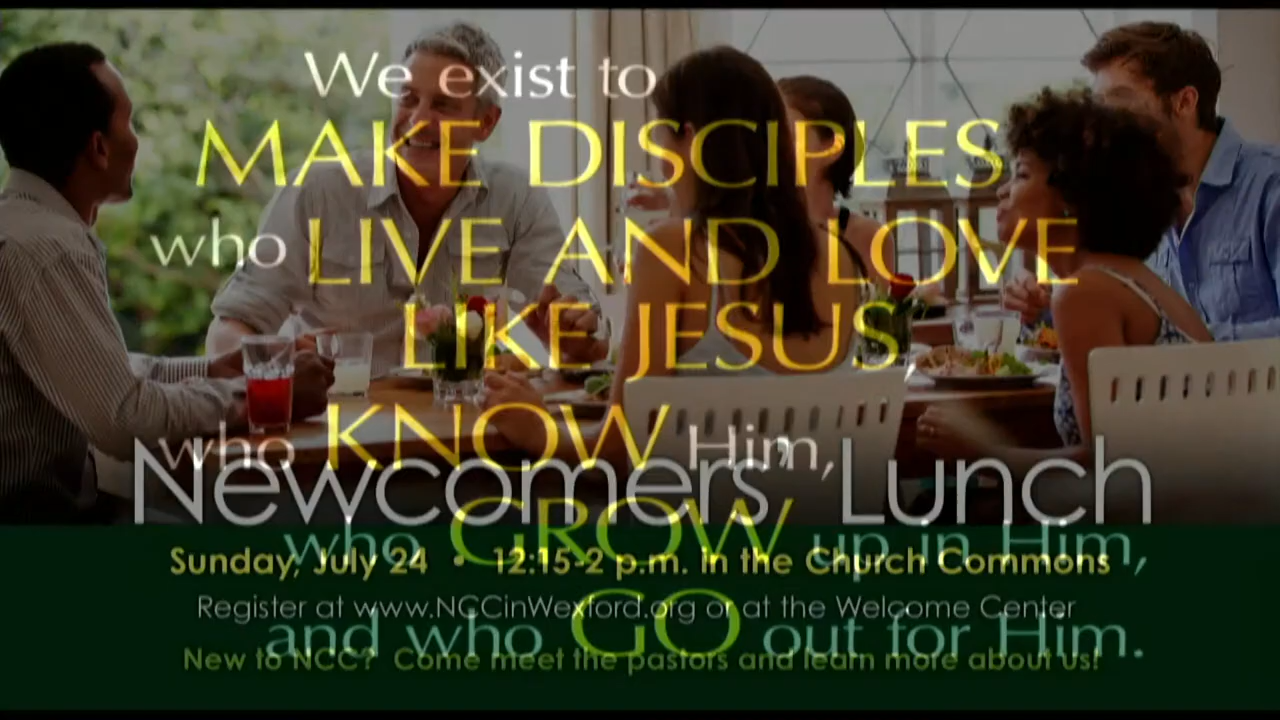 We exist to
MAKE DISCIPLES
who LIVE AND LOVE
LIKE JESUS
who KNOW Him,
Newcomers' Lunch
who GROW up in Him,
Sunday, July 24 • 12:15-2 p.m. in the Church Commons
Register at www.NCCinWexford.org or at the Welcome Center
and who GO out for Him.
New to NCC? Come meet the pastors and learn more about us!